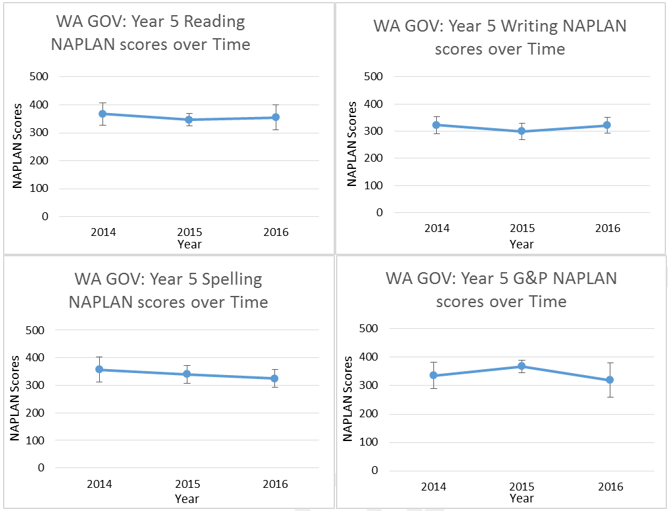 WA GOV: Year 5 Reading
NAPLAN scores over Time
500
400
300
200
100
0
NAPLAN Scores
2014
2015
2016
Year
WA GOV: Year 5 Writing NAPLAN
scores over Time
500
400
300
200
100
0
NAPLAN Scores
2014
2015
2016
Year
WA GOV: Year 5 Spelling
NAPLAN scores over Time
500
400
300
200
100
0
NAPLAN Scores
2014
2015
2016
Year
WA GOV: Year 5 G&P NAPLAN
scores over Time
500
400
300
200
100
0
NAPLAN Scores
2014
2015
2016
Year